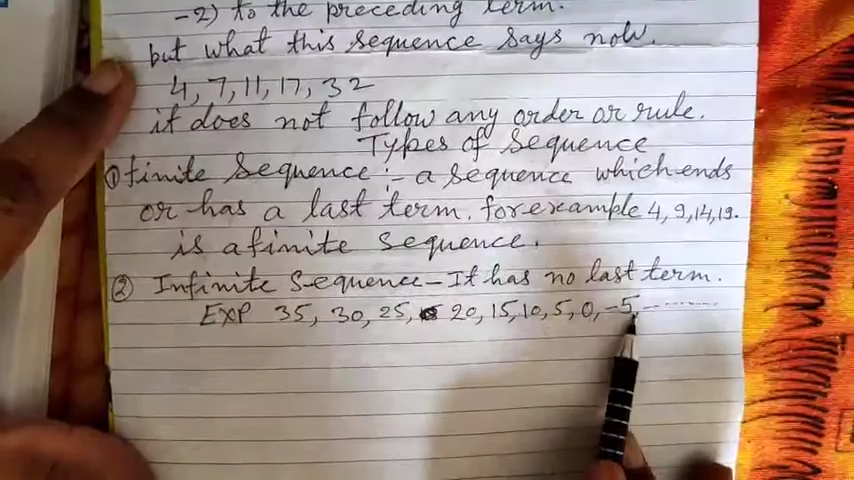 -2) to the preceding term.
but what this sequence says now.
4, 7, 11, 17, 32
it does not follow any order or rule.
Types of Sequence
① finite Sequence :- a sequence which ends
or has a last term. for example 4, 9, 14, 19.
is a finite sequence.
② Infinite Sequence - It has no last term.
EXP 35, 30, 25, 20, 15, 10, 5, 0, -5, ..........